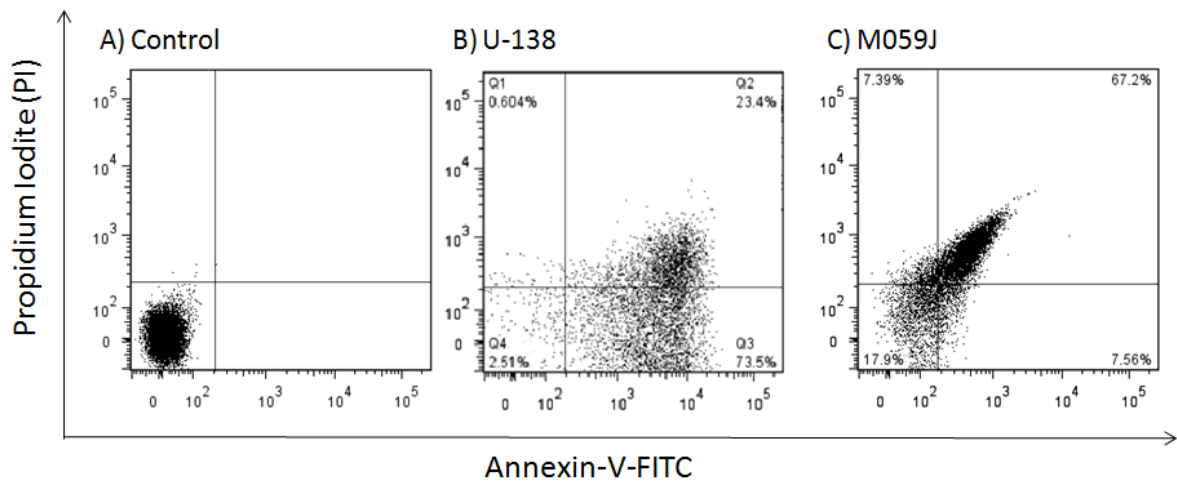 A) Control
B) U-138
C) M059J
Propidium Iodite (PI)
10^5
10^4
10^3
10^2
0
0 10^2 10^3 10^4 10^5
Q1
0.604%
Q2
23.4%
Q4
2.51%
Q3
73.5%
10^5
10^4
10^3
10^2
0
0 10^2 10^3 10^4 10^5
7.39%
67.2%
17.9%
7.56%
10^5
10^4
10^3
10^2
0
0 10^2 10^3 10^4 10^5
Annexin-V-FITC